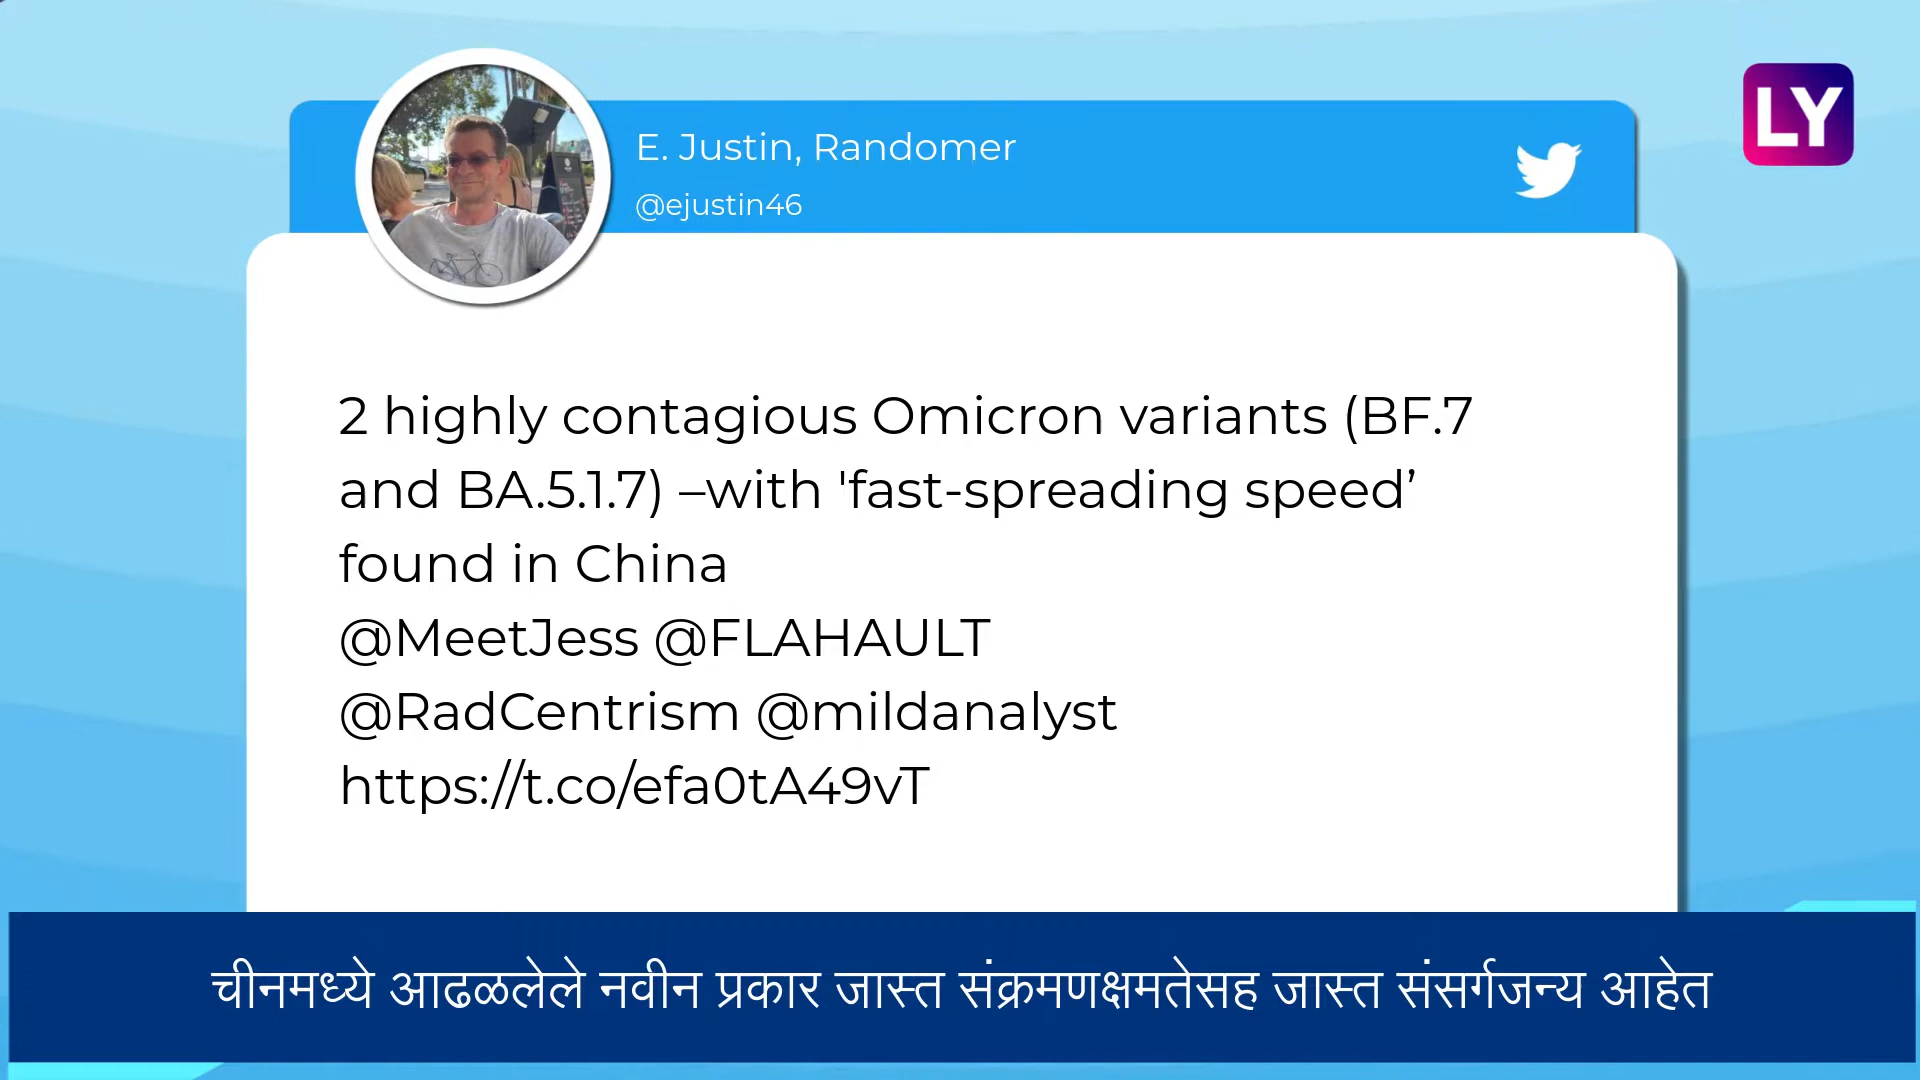 E. Justin, Randomer
@ejustin46
LY
2 highly contagious Omicron variants (BF.7
and BA.5.1.7) –with 'fast-spreading speed’
found in China
@MeetJess @FLAHAULT
@RadCentrism @mildanalyst
https://t.co/efa0tA49vT
चीनमध्ये आढळलेले नवीन प्रकार जास्त संक्रमणक्षमतेसह जास्त संसर्गजन्य आहेत